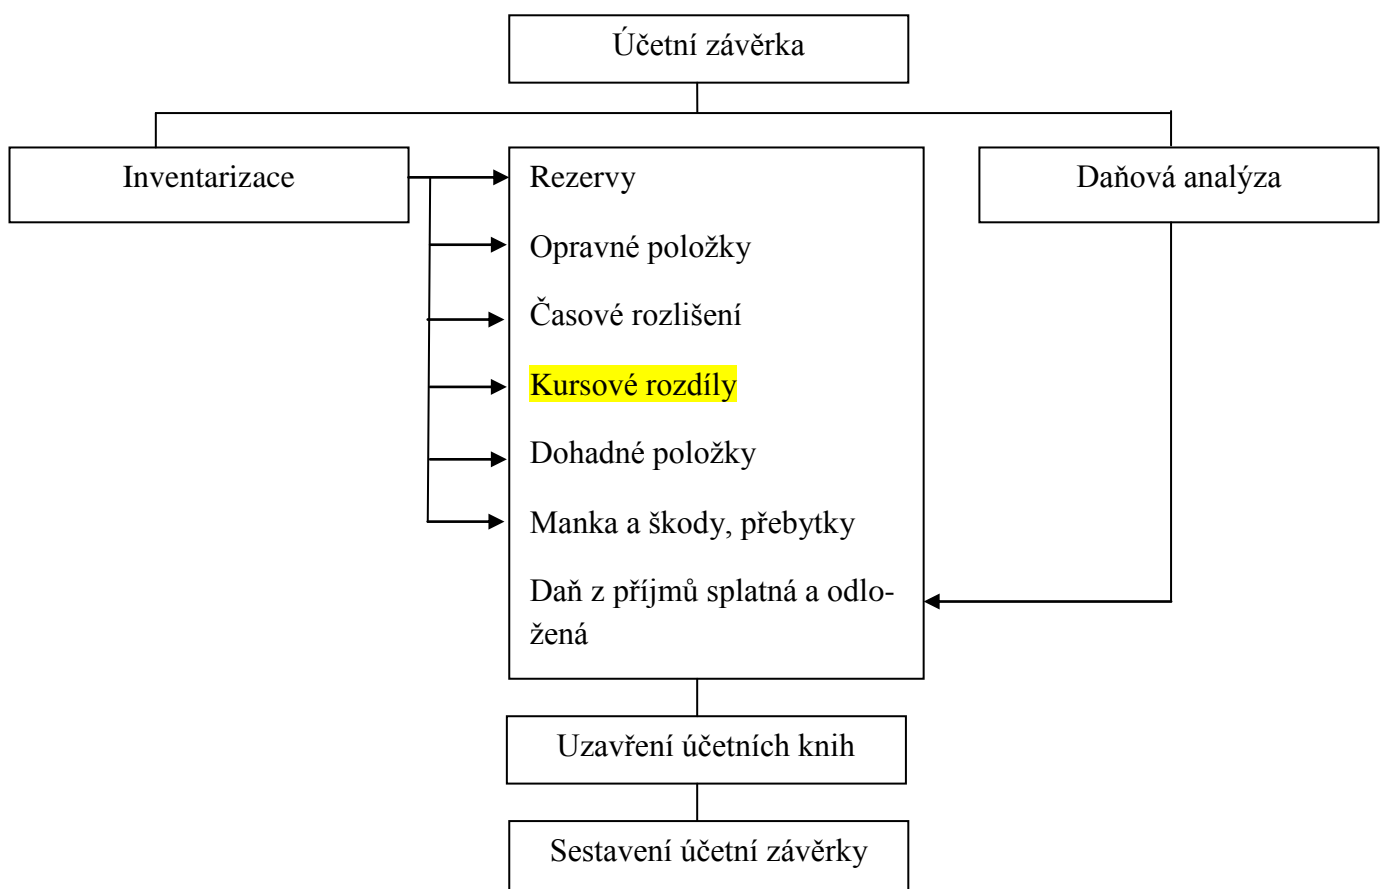 Účetní závěrka
Inventarizace
Rezervy
Opravné položky
Časové rozlišení
Kursové rozdíly
Dohadné položky
Manka a škody, přebytky
Daň z příjmů splatná a odlo-
žená
Daňová analýza
Uzavření účetních knih
Sestavení účetní závěrky